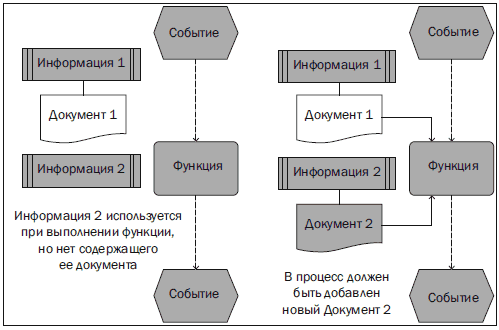 Событие
Информация 1
Документ 1
Информация 2
Функция
Информация 2 используется
при выполнении функции,
но нет содержащего
ее документа
Событие
Событие
Информация 1
Документ 1
Информация 2
Функция
Документ 2
В процесс должен
быть добавлен
новый Документ 2
Событие